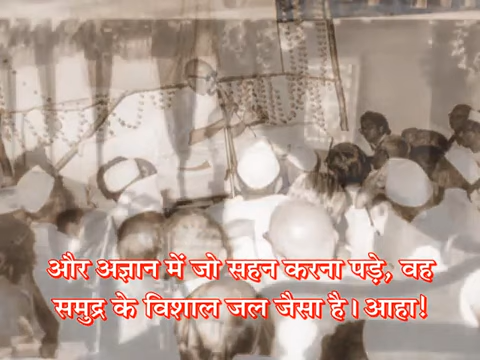 और अज्ञान में जो सहन करना पड़े, वह
समुद्र के विशाल जल जैसा है । आहा!